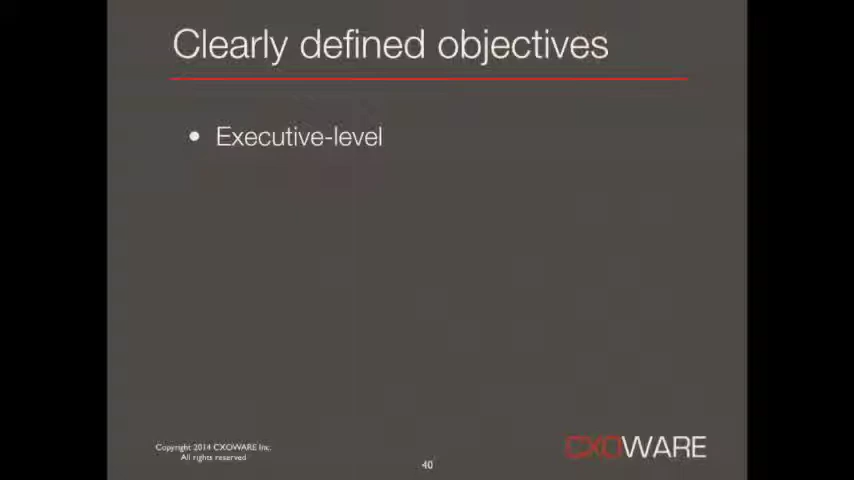 Clearly defined objectives
• Executive-level
Copyright 2014 CXOWARE Inc.
All rights reserved
40
CXOWARE